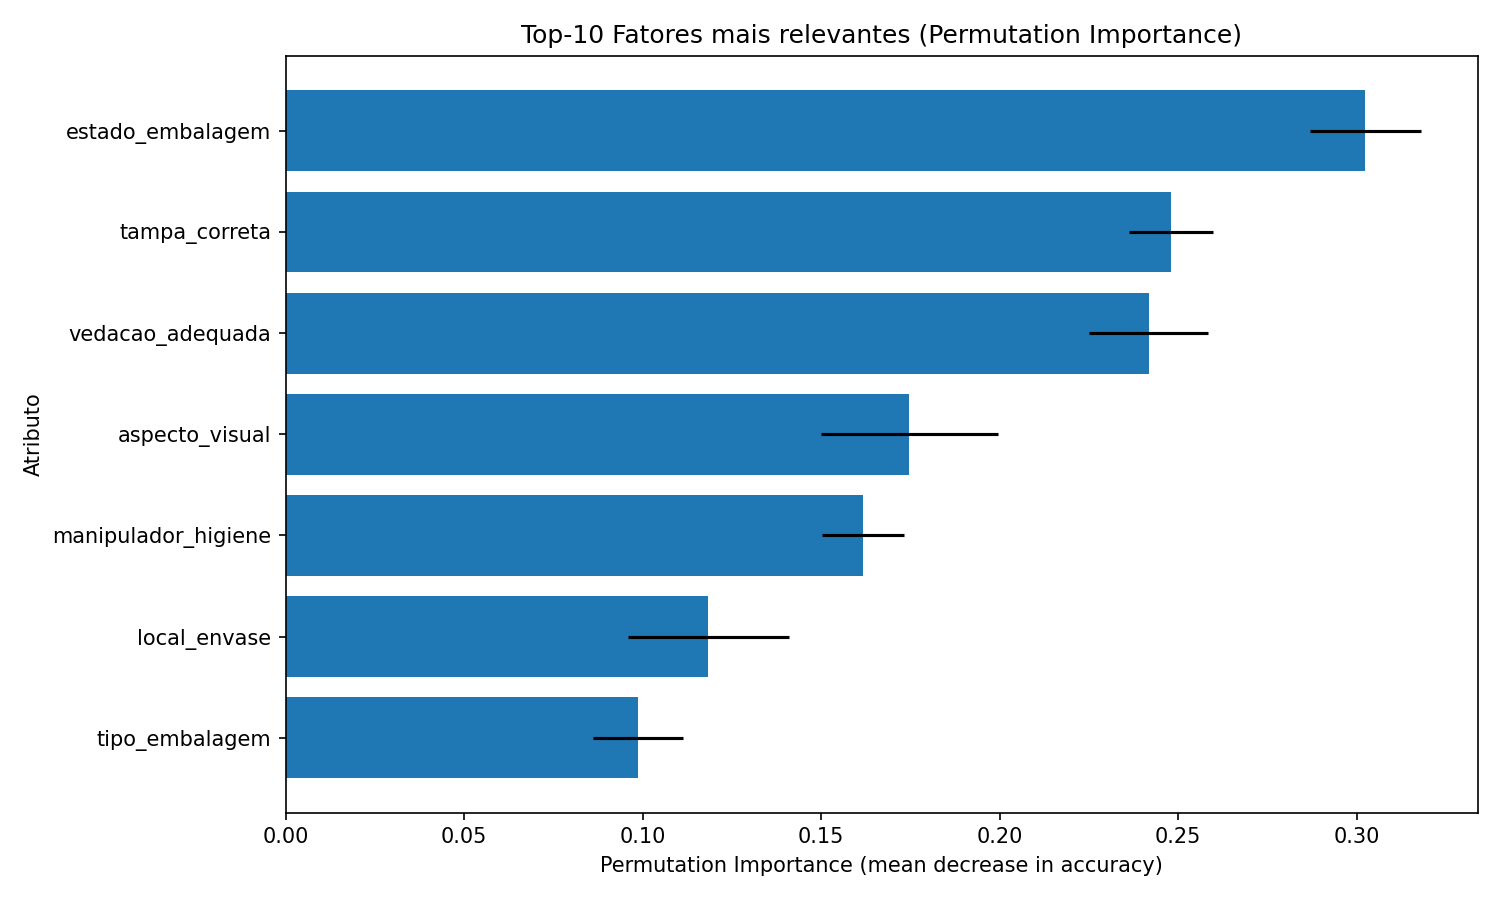 Top-10 Fatores mais relevantes (Permutation Importance)
estado_embalagem
tampa_correta
vedacao_adequada
aspecto_visual
manipulador_higiene
local_envase
tipo_embalagem
Atributo
0.00 0.05 0.10 0.15 0.20 0.25 0.30
Permutation Importance (mean decrease in accuracy)